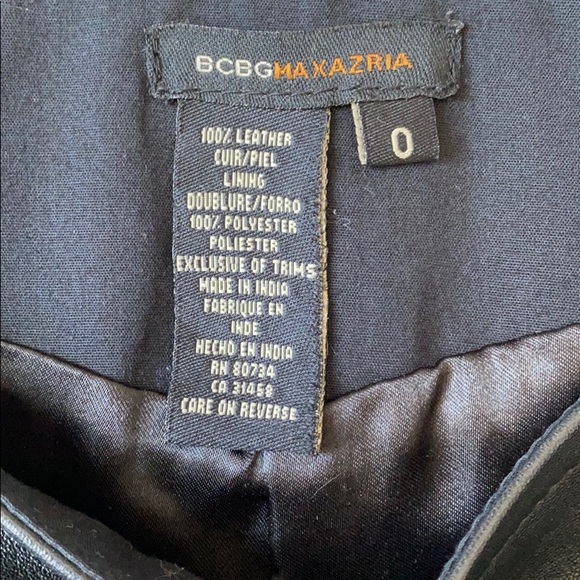 BCBGMAXAZRIA
0
100% LEATHER
CUIR/PIEL
LINING
DOUBLURE/FORRO
100% POLYESTER
POLIESTER
EXCLUSIVE OF TRIMS
MADE IN INDIA
FABRIQUE EN
INDE
HECHO EN INDIA
RN 80734
CA 31458
CARE ON REVERSE